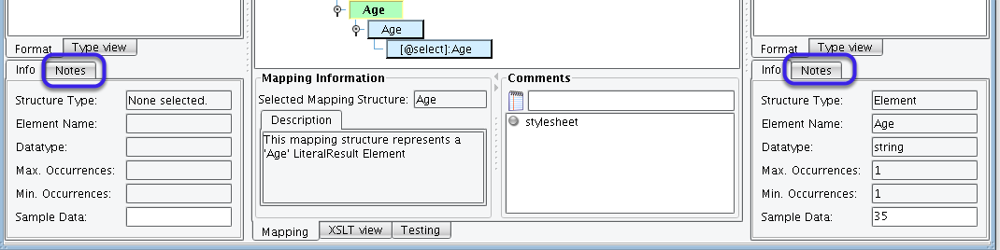 Age
Age
[@select]:Age
Format Type view
Info Notes
Structure Type: None selected.
Element Name:
Datatype:
Max. Occurrences:
Min. Occurrences:
Sample Data:
Mapping Information
Selected Mapping Structure: Age
Description
This mapping structure represents a
'Age' LiteralResult Element
Mapping XSLT view Testing
Comments
stylesheet
Format Type view
Info Notes
Structure Type: Element
Element Name: Age
Datatype: string
Max. Occurrences: 1
Min. Occurrences: 1
Sample Data: 35